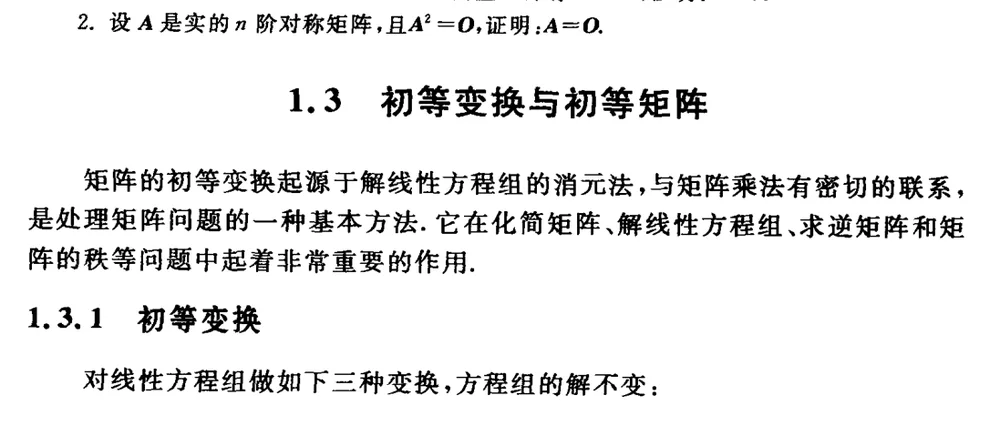 2. 设 A 是实的 n 阶对称矩阵,且A²=O,证明:A=O.
1.3 初等变换与初等矩阵
矩阵的初等变换起源于解线性方程组的消元法,与矩阵乘法有密切的联系,
是处理矩阵问题的一种基本方法.它在化简矩阵、解线性方程组、求逆矩阵和矩
阵的秩等问题中起着非常重要的作用.
1.3.1 初等变换
对线性方程组做如下三种变换,方程组的解不变: